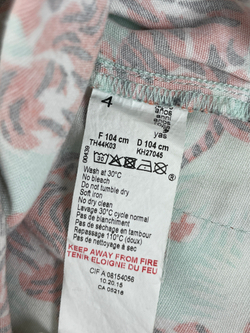 4
F 104 cm D 104 cm
TH44K03 KH27045
Wash at 30°C
No bleach
Do not tumble dry
Soft iron
No dry clean
Lavage 30°C cycle normal
Pas de blanchiment
Pas de séchage en tambour
Repassage 110°C (doux)
Pas de nettoyage à sec
KEEP AWAY FROM FIRE
TENIR ELOIGNE DU FEU
CIF A 08154056
10.20.15
CA 05216